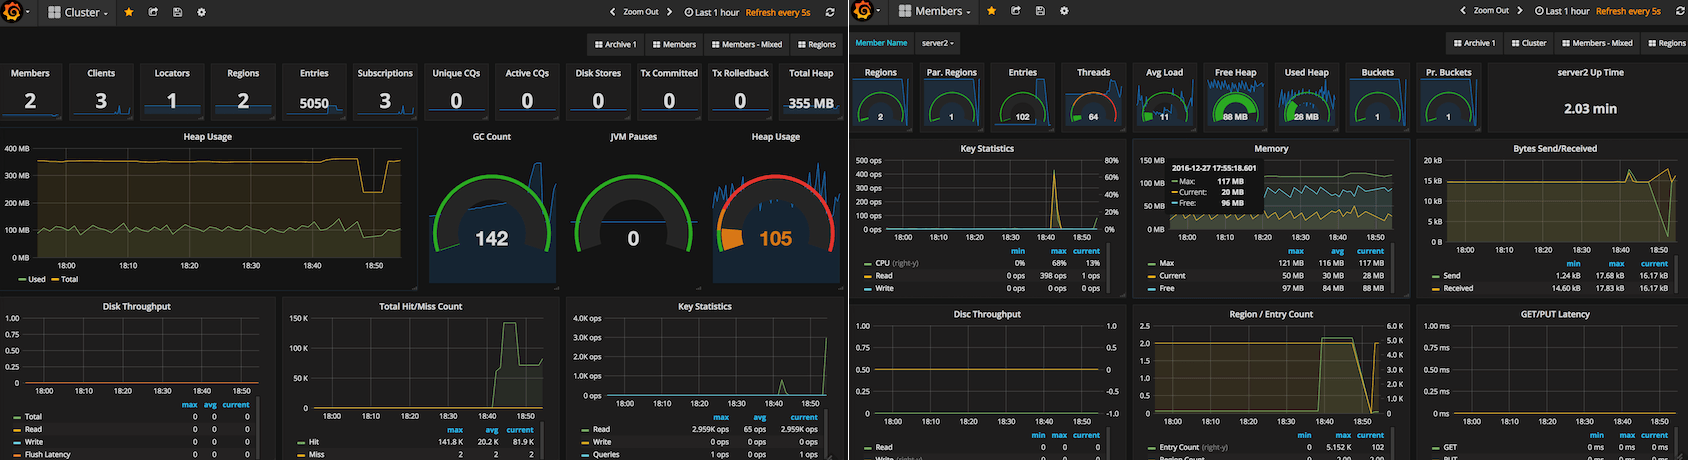 Cluster
Zoom Out
Last 1 hour Refresh every 5s
Archive 1 Members Members - Mixed Regions
Members Clients Locators Regions Entries Subscriptions Unique CQs Active CQs Disk Stores Tx Committed Tx Rolledback Total Heap
2 3 1 2 5050 3 0 0 0 0 0 355 MB
Heap Usage
400 MB
300 MB
200 MB
100 MB
0 MB
18:00 18:10 18:20 18:30 18:40 18:50
Used Total
GC Count
142
JVM Pauses
0
Heap Usage
105
Disk Throughput
1.00
0.75
0.50
0.25
0
18:00 18:10 18:20 18:30 18:40 18:50
max avg current
Total 0 0 0
Read 0 0 0
Write 0 0 0
Flush Latency 0 0 0
Total Hit/Miss Count
150 K
100 K
50 K
0
18:00 18:10 18:20 18:30 18:40 18:50
max avg current
Hit 141.8 K 20.2 K 81.9 K
Miss 2 2 2
Key Statistics
4.0K ops
3.0K ops
2.0K ops
1.0K ops
0 ops
18:00 18:10 18:20 18:30 18:40 18:50
max avg current
Read 2.959K ops 65 ops 2.959K ops
Write 0 ops 0 ops 0 ops
Queries 1 ops 0 ops 0 ops
Members
Zoom Out
Last 1 hour Refresh every 5s
Member Name server2
Archive 1 Cluster Members - Mixed Regions
Regions Par. Regions Entries Threads Avg Load Free Heap Used Heap Buckets Pr. Buckets
2 1 102 64 11 88 MB 28 MB 1 1
server2 Up Time
2.03 min
Key Statistics
500 ops 80%
400 ops 60%
300 ops
200 ops 40%
100 ops 20%
0 ops 0%
18:00 18:10 18:20 18:30 18:40 18:50
min max current
CPU (right-y) 0% 68% 13%
Read 0 ops 398 ops 1 ops
Write 0 ops 0 ops 0 ops
Memory
150 MB
100 MB
50 MB
0 MB
2016-12-27 17:55:18.601
Max: 117 MB
Current: 20 MB
Free: 96 MB
18:00 18:10 18:20 18:30 18:40 18:50
max avg current
Max 121 MB 116 MB 117 MB
Current 50 MB 30 MB 28 MB
Free 97 MB 84 MB 88 MB
Bytes Send/Received
20 kB
15 kB
10 kB
5 kB
0 B
18:00 18:10 18:20 18:30 18:40 18:50
min max current
Send 1.24 kB 17.68 kB 16.17 kB
Received 14.60 kB 17.83 kB 16.17 kB
Disc Throughput
1.00 1.0
0.75 0.5
0.50 0
0.25 -0.5
0 -1.0
18:00 18:10 18:20 18:30 18:40 18:50
min max current
Read 0 0 0
Write (right-y) 0 0 0
Region / Entry Count
2.5 6.0 K
2.0 5.0 K
1.5 4.0 K
3.0 K
1.0 2.0 K
0.5 1.0 K
0 0
18:00 18:10 18:20 18:30 18:40 18:50
min max current
Entry Count (right-y) 0 5.152 K 102
Region Count 0 2.00 2.00
GET/PUT Latency
1.00 ms
0.75 ms
0.50 ms
0.25 ms
0 ms
18:00 18:10 18:20 18:30 18:40 18:50
min max current
GET 0 ms 0 ms 0 ms
PUT 0 ms 0 ms 0 ms